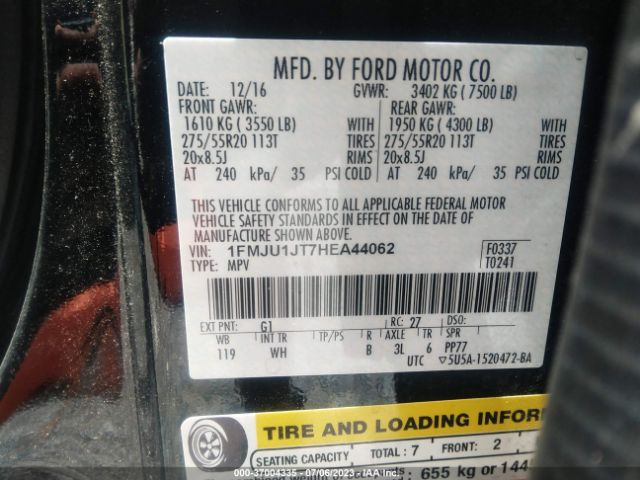 MFD. BY FORD MOTOR CO.
DATE: 12/16 GVWR: 3402 KG ( 7500 LB)
FRONT GAWR: REAR GAWR:
1610 KG ( 3550 LB) WITH 1950 KG ( 4300 LB) WITH
275/55R20 113T TIRES 275/55R20 113T TIRES
20x8.5J RIMS 20x8.5J RIMS
AT 240 kPa/ 35 PSI COLD AT 240 kPa/ 35 PSI COLD
THIS VEHICLE CONFORMS TO ALL APPLICABLE FEDERAL MOTOR
VEHICLE SAFETY STANDARDS IN EFFECT ON THE DATE OF
MANUFACTURE SHOWN ABOVE.
VIN: 1FMJU1JT7HEA44062 F0337
TYPE: MPV T0241
EXT PNT: G1 RC: 27 DSO:
WB INT TR TP/PS R AXLE TR SPR
119 WH B 3L 6 PP77
UTC ▽5U5A-1520472-BA
TIRE AND LOADING INFOR
SEATING CAPACITY TOTAL: 7 FRONT: 2
655 kg or 144
© 37004335 - 07/06/2023 - IAA Inc.